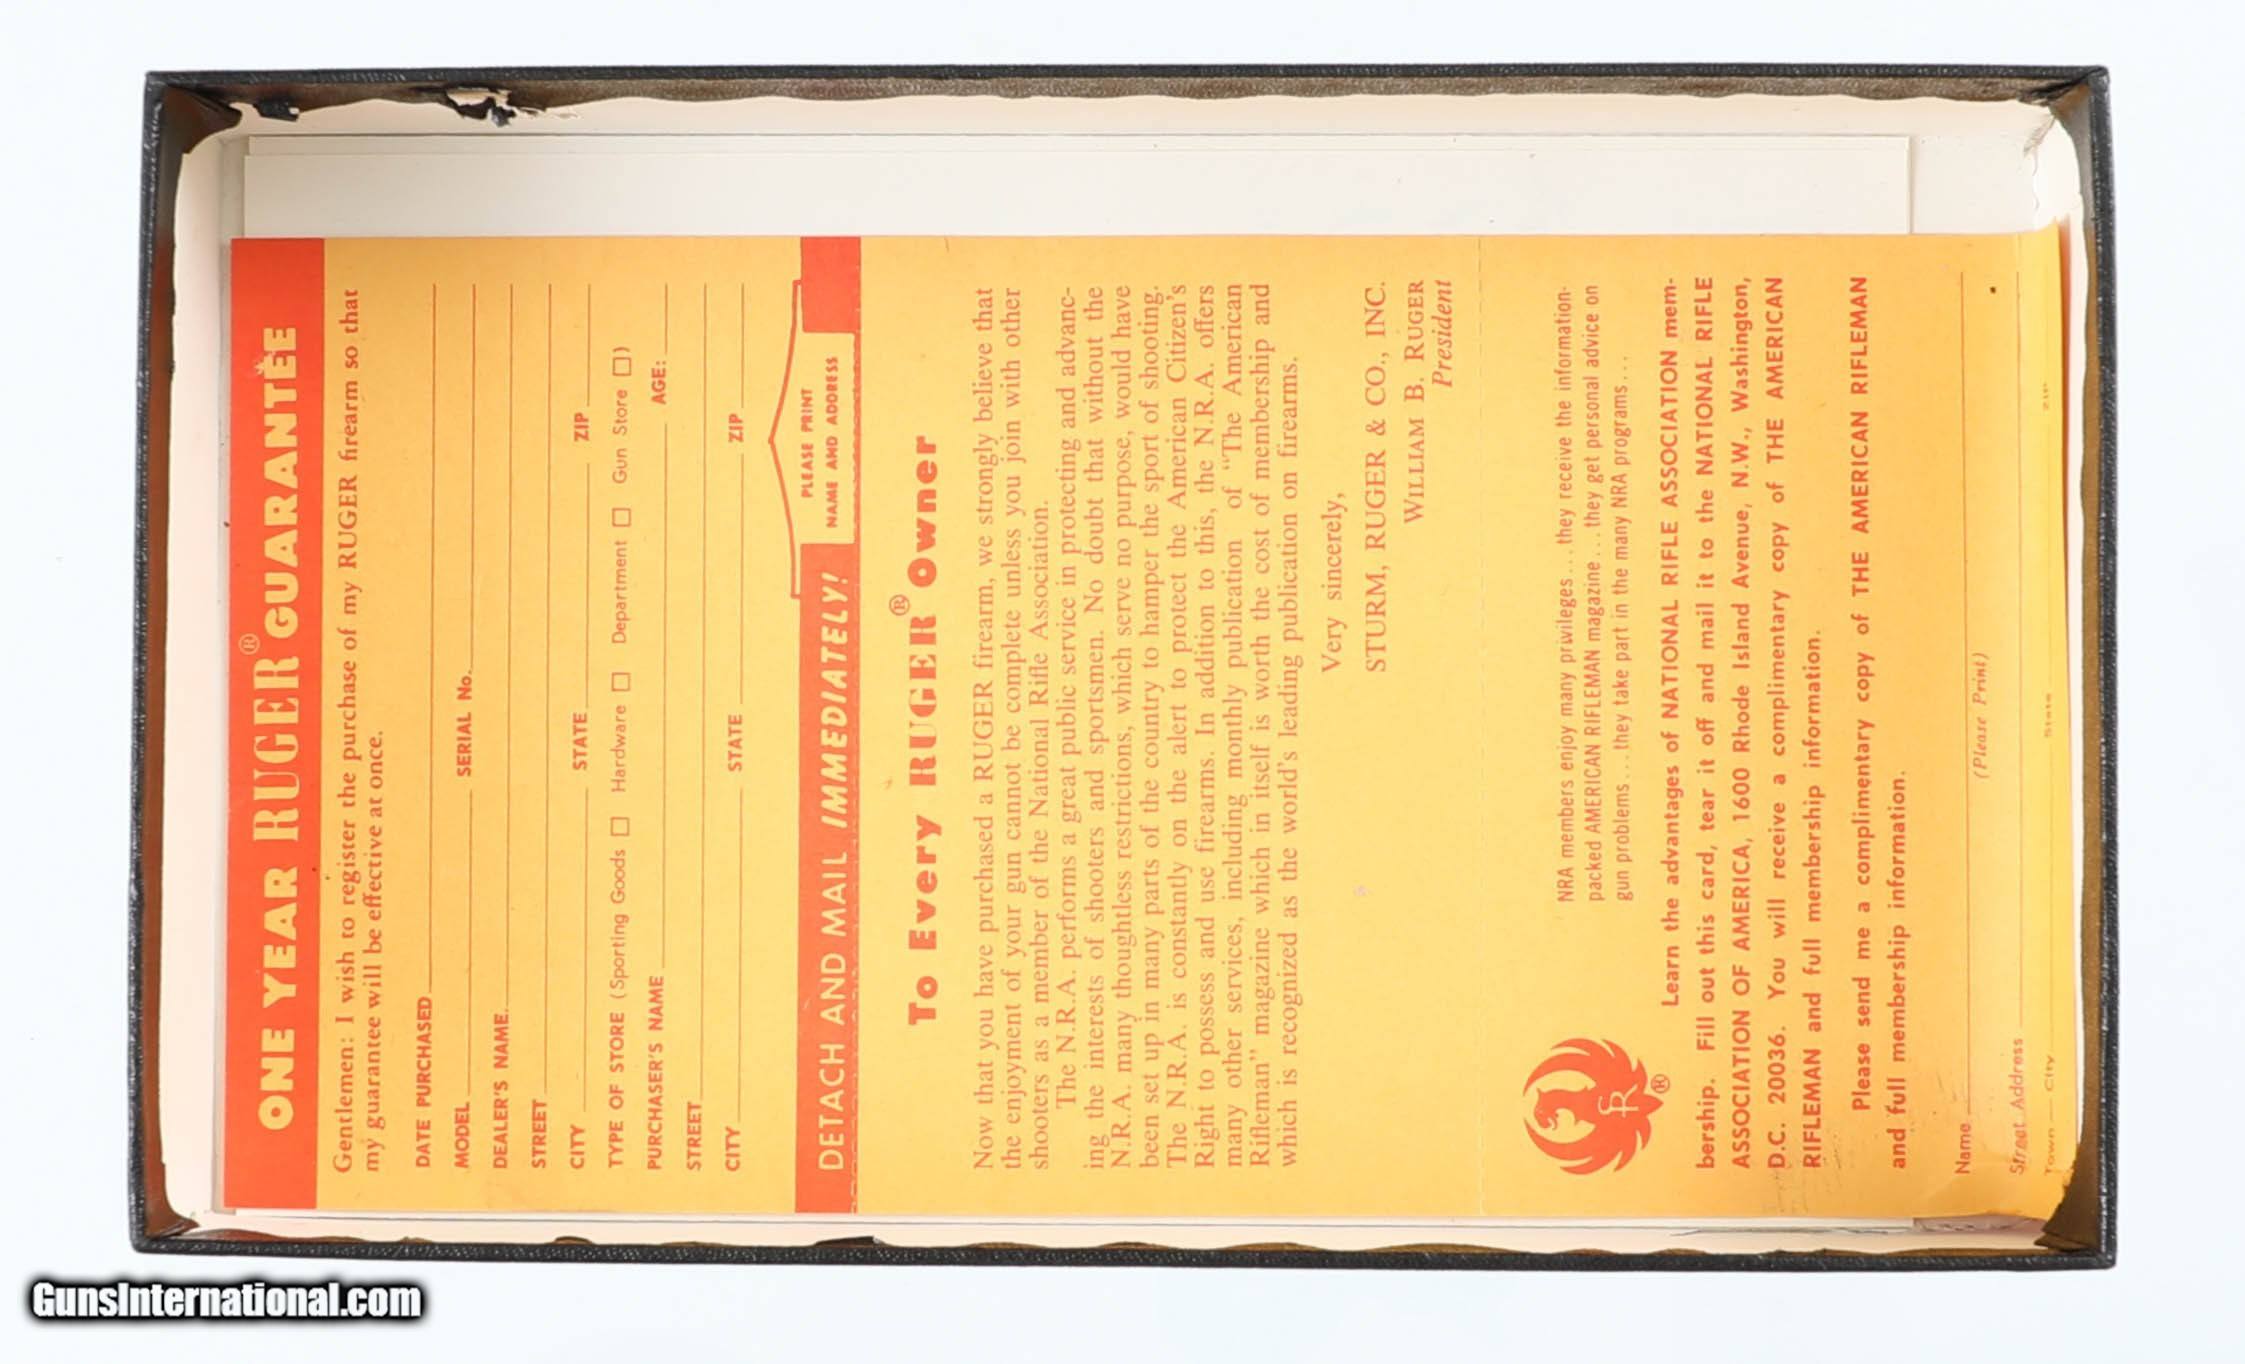 ONE YEAR RUGER® GUARANTEE
Gentlemen: I wish to register the purchase of my RUGER firearm so that
my guarantee will be effective at once.
DATE PURCHASED
MODEL SERIAL No.
DEALER'S NAME
STREET
CITY STATE ZIP
TYPE OF STORE (Sporting Goods □ Hardware □ Department □ Gun Store □)
PURCHASER'S NAME AGE:
STREET
CITY STATE ZIP
DETACH AND MAIL IMMEDIATELY!
PLEASE PRINT
NAME AND ADDRESS
To Every RUGER® Owner
Now that you have purchased a RUGER firearm, we strongly believe that
the enjoyment of your gun cannot be complete unless you join with other
shooters as a member of the National Rifle Association.
The N.R.A. performs a great public service in protecting and advanc-
ing the interests of shooters and sportsmen. No doubt that without the
N.R.A. many thoughtless restrictions, which serve no purpose, would have
been set up in many parts of the country to hamper the sport of shooting.
The N.R.A. is constantly on the alert to protect the American Citizen's
Right to possess and use firearms. In addition to this, the N.R.A. offers
many other services, including monthly publication of "The American
Rifleman" magazine which in itself is worth the cost of membership and
which is recognized as the world's leading publication on firearms.
Very sincerely,
STURM, RUGER & CO., INC.
WILLIAM B. RUGER
President
NRA members enjoy many privileges...they receive the information-
packed AMERICAN RIFLEMAN magazine...they get personal advice on
gun problems...they take part in the many NRA programs...
SR®
Learn the advantages of NATIONAL RIFLE ASSOCIATION mem-
bership. Fill out this card, tear it off and mail it to the NATIONAL RIFLE
ASSOCIATION OF AMERICA, 1600 Rhode Island Avenue, N.W., Washington,
D.C. 20036. You will receive a complimentary copy of THE AMERICAN
RIFLEMAN and full membership information.
Please send me a complimentary copy of THE AMERICAN RIFLEMAN
and full membership information.
Name
(Please Print)
Street Address
Town — City State ZIP
GunsInternational.com